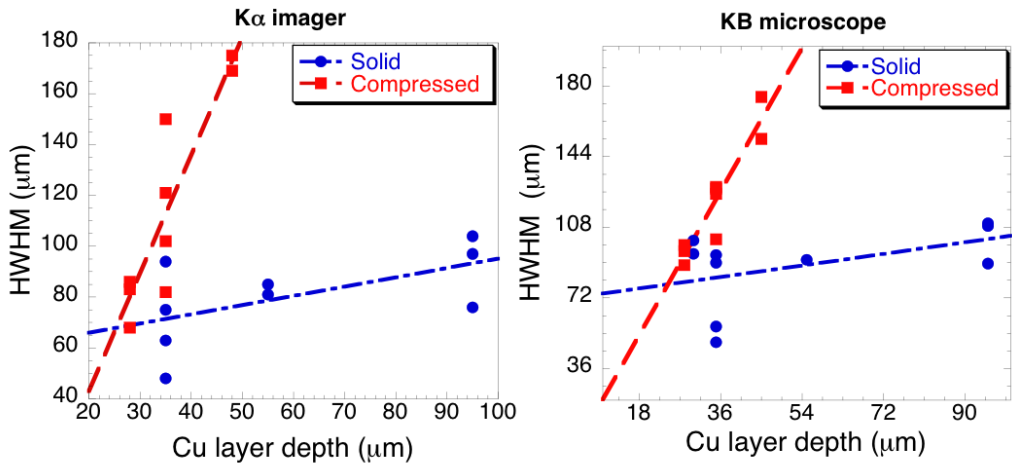 Kα imager
180
160
140
120
100
80
60
40
HWHM (μm)
Solid
Compressed
20
30
40
50
60
70
80
90
100
Cu layer depth (μm)
KB microscope
180
144
108
72
36
HWHM (μm)
Solid
Compressed
18
36
54
72
90
Cu layer depth (μm)